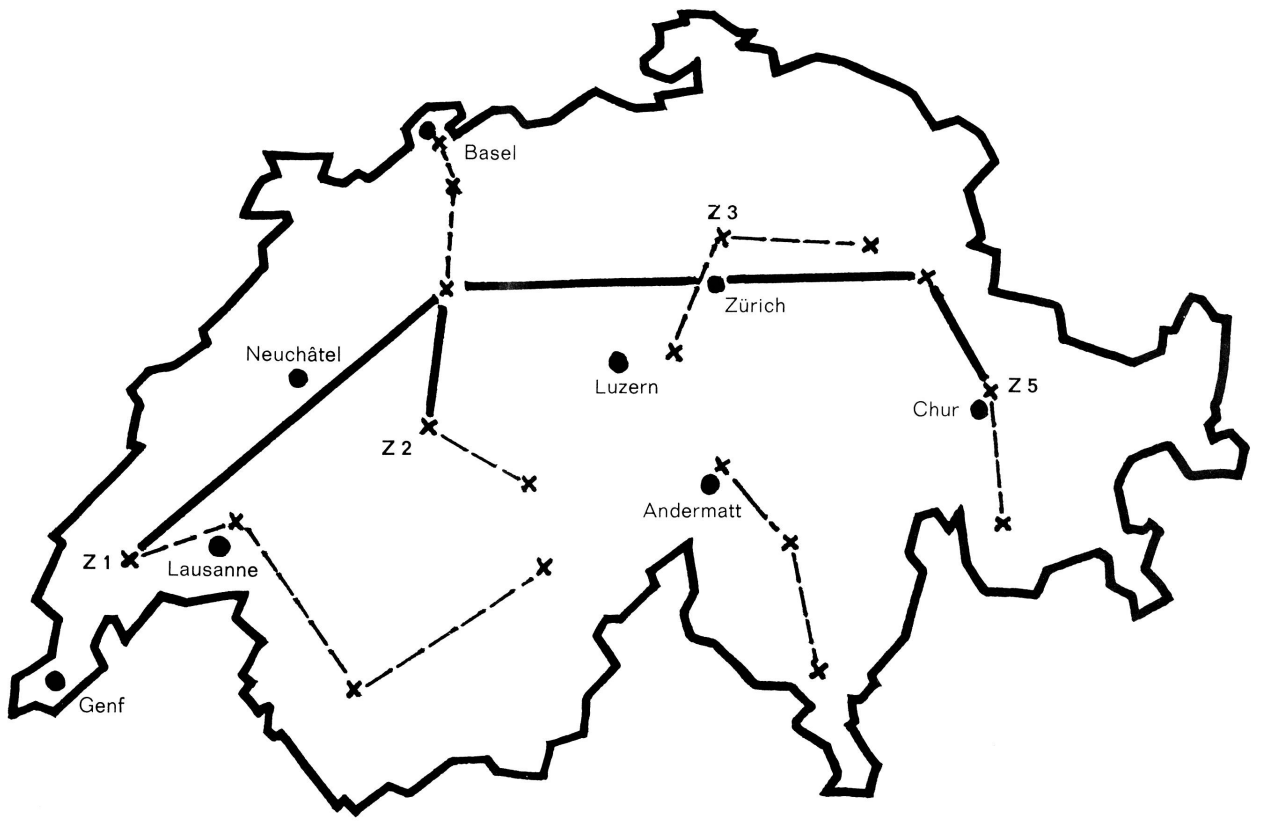 Basel
Z 3
Zürich
Neuchâtel
Luzern
Z 5
Chur
Z 2
Andermatt
Z 1
Lausanne
Genf